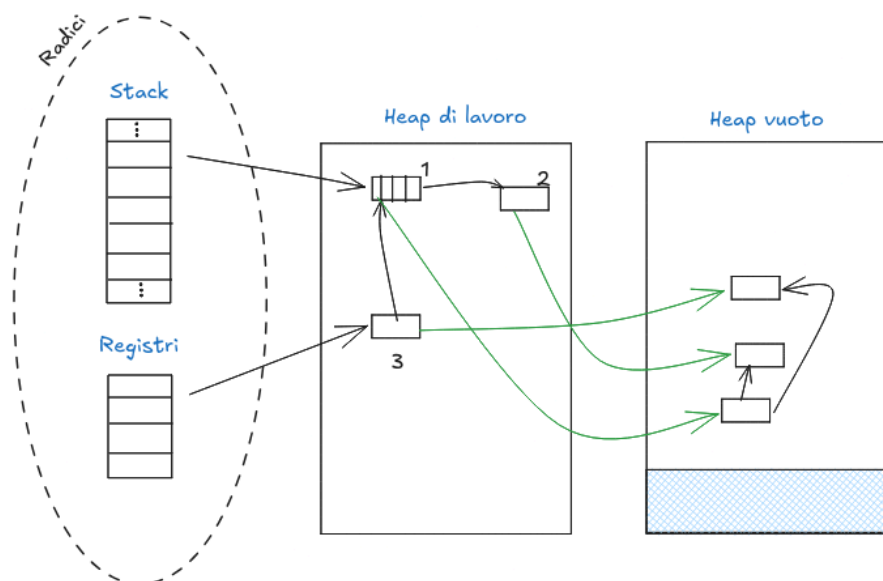 Radici
Stack
Heap di lavoro
Heap vuoto
1
2
Registri
3